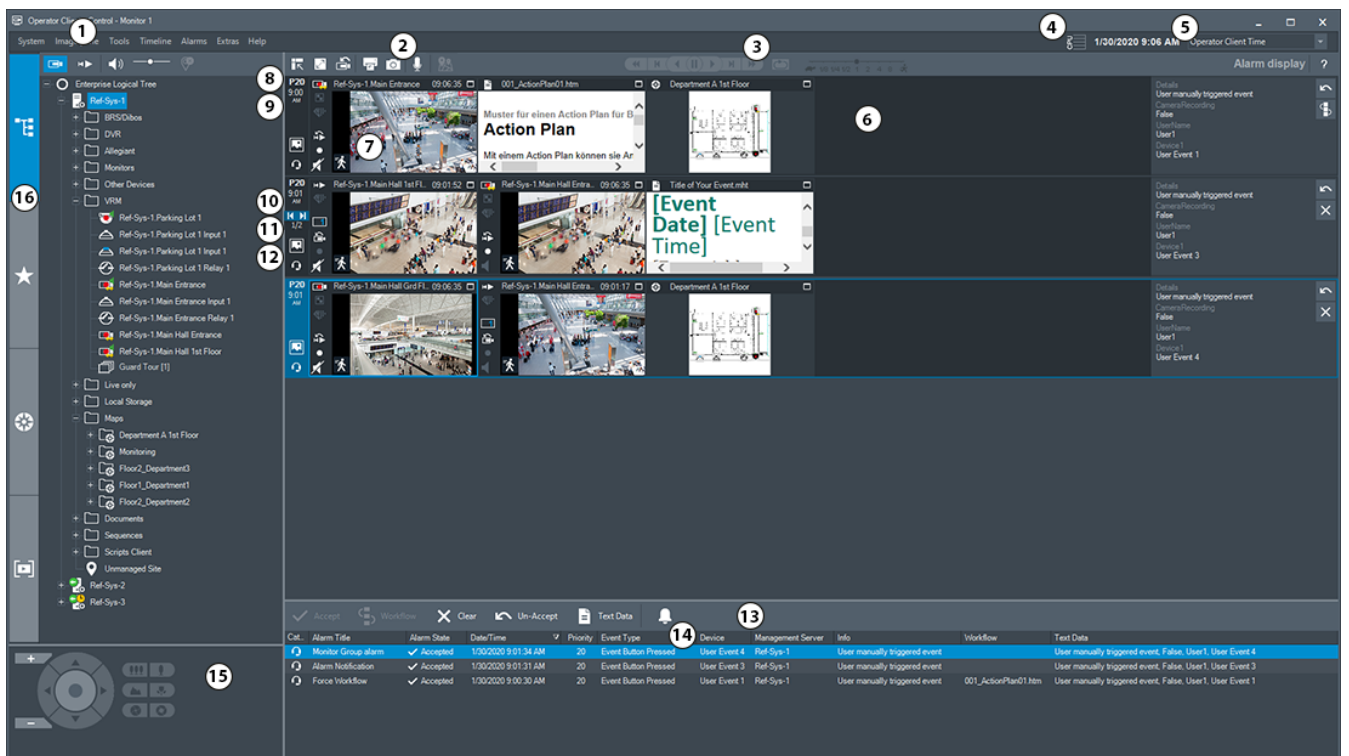 Operator Client - Control - Monitor 1
1
4
5
System Image Pane Tools Timeline Alarms Extras Help
2
3
1/30/2020 9:06 AM Operator Client Time
Alarm display ?
Enterprise Logical Tree
Ref-Sys-1
BRS/Dibos
DVR
Allegiant
Monitors
Other Devices
VRM
Ref-Sys-1.Parking Lot 1
Ref-Sys-1.Parking Lot 1 Input 1
Ref-Sys-1.Parking Lot 1 Input 1
Ref-Sys-1.Parking Lot 1 Relay 1
Ref-Sys-1.Main Entrance
Ref-Sys-1.Main Entrance Input 1
Ref-Sys-1.Main Entrance Relay 1
Ref-Sys-1.Main Hall Entrance
Ref-Sys-1.Main Hall 1st Floor
Guard Tour [1]
Live only
Local Storage
Maps
Department A 1st Floor
Monitoring
Floor2_Department3
Floor1_Department1
Floor2_Department2
Documents
Sequences
Scripts Client
Unmanaged Site
Ref-Sys-2
Ref-Sys-3
16
8
9
10
11
12
P20
9:00
AM
Ref-Sys-1.Main Entrance 09:06:35
7
001_ActionPlan01.htm
Muster für einen Action Plan für B
Action Plan
Mit einem Action Plan können sie Ar
Department A 1st Floor
6
Details
User manually triggered event
CameraRecording
False
UserName
User1
Device1
User Event 1
P20
9:01
AM
1/2
Ref-Sys-1.Main Hall 1st Fl.. 09:01:52
Ref-Sys-1.Main Hall Entra.. 09:06:35
Title of Your Event.mht
[Event
Date] [Event
Time]
Details
User manually triggered event
CameraRecording
False
UserName
User1
Device1
User Event 3
P20
9:01
AM
Ref-Sys-1.Main Hall Grd Fl.. 09:06:35
Ref-Sys-1.Main Hall Entra.. 09:01:17
Department A 1st Floor
Details
User manually triggered event
CameraRecording
False
UserName
User1
Device1
User Event 4
Accept Workflow Clear Un-Accept Text Data
13
Cat.. Alarm Title Alarm State Date/Time Priority Event Type 14 Device Management Server Info Workflow Text Data
Monitor Group alarm Accepted 1/30/2020 9:01:34 AM 20 Event Button Pressed User Event 4 Ref-Sys-1 User manually triggered event User manually triggered event, False, User1, User Event 4
Alarm Notification Accepted 1/30/2020 9:01:31 AM 20 Event Button Pressed User Event 3 Ref-Sys-1 User manually triggered event User manually triggered event, False, User1, User Event 3
Force Workflow Accepted 1/30/2020 9:00:30 AM 20 Event Button Pressed User Event 1 Ref-Sys-1 User manually triggered event 001_ActionPlan01.htm User manually triggered event, False, User1, User Event 1
15